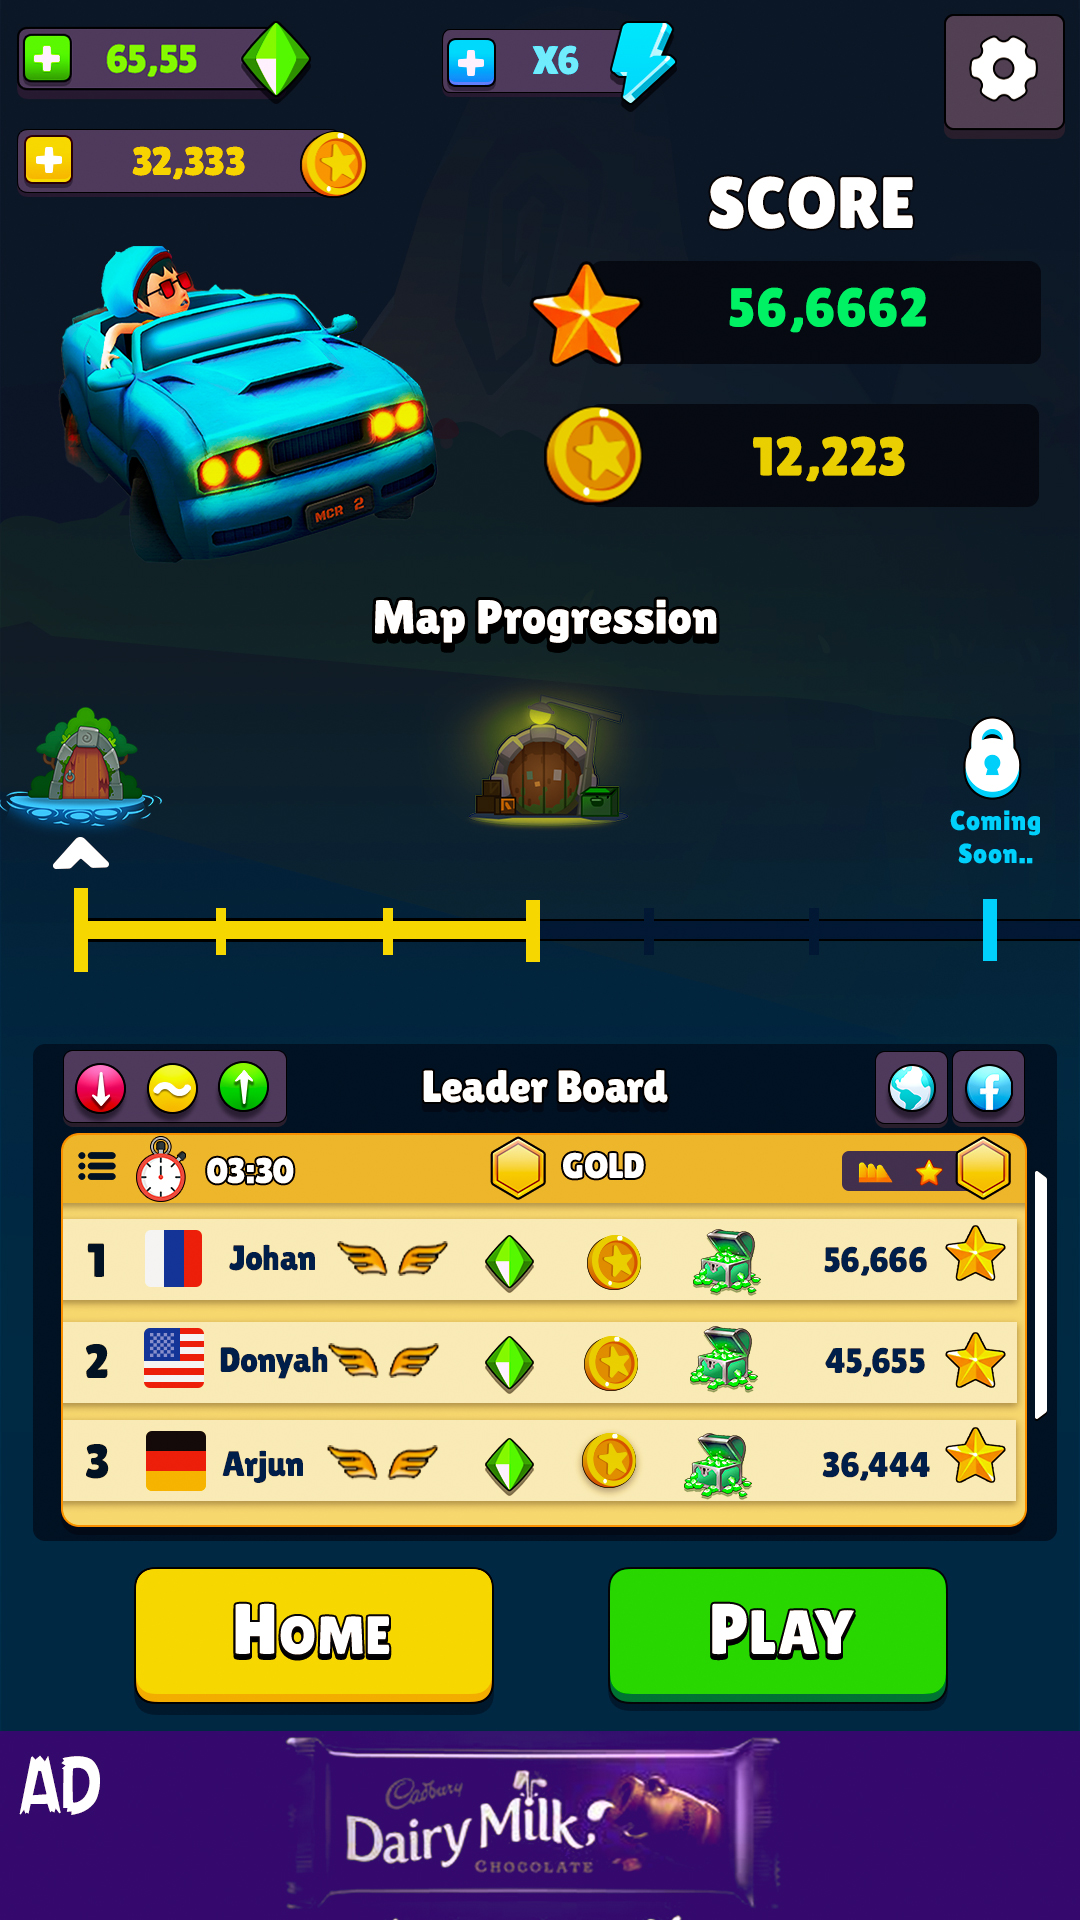 65,55
X6
32,333
SCORE
56,6662
12,223
MCR 2
Map Progression
Coming
Soon..
Leader Board
03:30
GOLD
1 Johan 56,666
2 Donyah 45,655
3 Arjun 36,444
HOME
PLAY
AD
Cadbury
Dairy Milk
CHOCOLATE